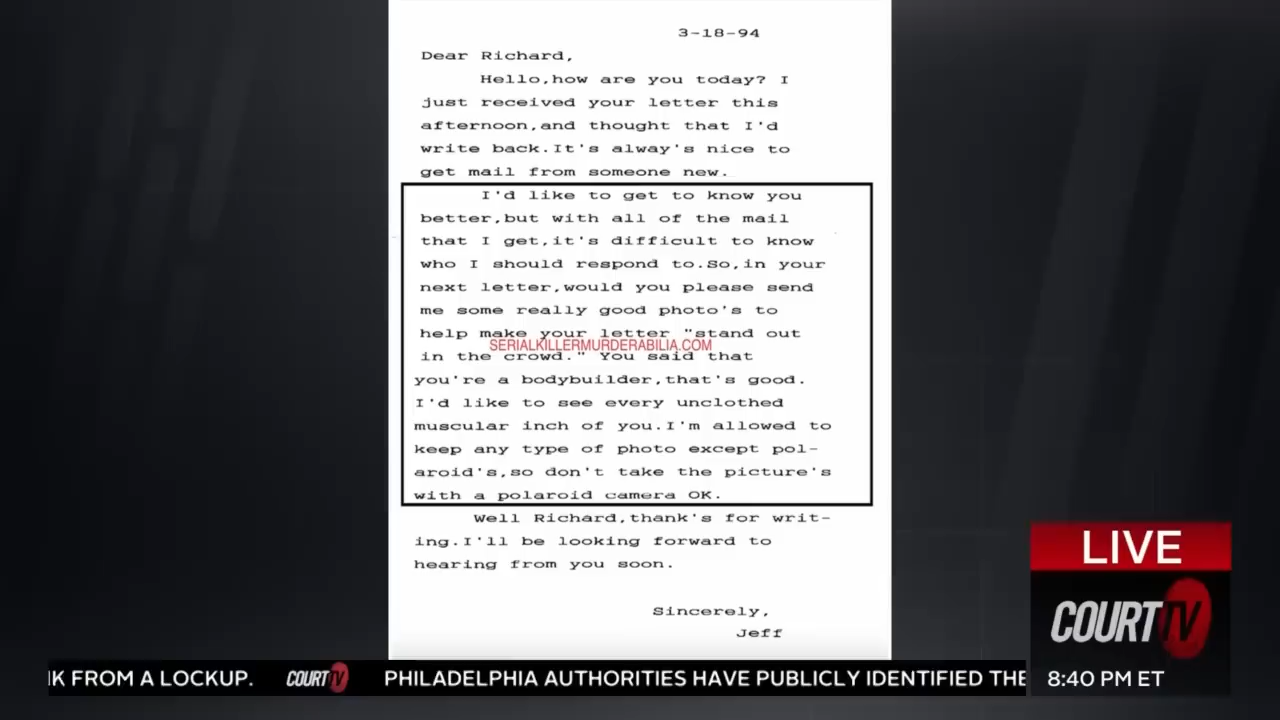 3-18-94
Dear Richard,
Hello,how are you today? I
just received your letter this
afternoon,and thought that I'd
write back.It's alway's nice to
get mail from someone new.
I'd like to get to know you
better,but with all of the mail
that I get,it's difficult to know
who I should respond to.So,in your
next letter,would you please send
me some really good photo's to
help make your letter "stand out
SERIALKILLERMURDERABILIA.COM
in the crowd." You said that
you're a bodybuilder,that's good.
I'd like to see every unclothed
muscular inch of you.I'm allowed to
keep any type of photo except pol-
aroid's,so don't take the picture's
with a polaroid camera OK.
Well Richard,thank's for writ-
ing.I'll be looking forward to
hearing from you soon.
Sincerely,
Jeff
LIVE
COURT TV
8:40 PM ET
K FROM A LOCKUP. COURT TV PHILADELPHIA AUTHORITIES HAVE PUBLICLY IDENTIFIED THE